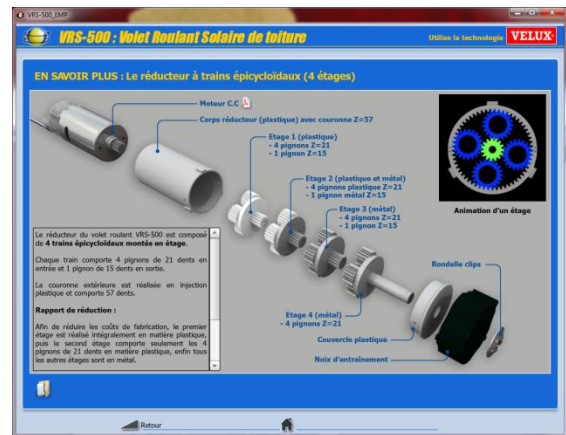 VRS-500_EMP
VRS-500 : Volet Roulant Solaire de toiture
Utilise la technologie VELUX
EN SAVOIR PLUS : Le réducteur à trains épicycloïdaux (4 étages)
Moteur C.C
Corps réducteur (plastique) avec couronne Z=57
Etage 1 (plastique)
- 4 pignons Z=21
- 1 pignon Z=15
Etage 2 (plastique et métal)
- 4 pignons plastique Z=21
- 1 pignon métal Z=15
Etage 3 (métal)
- 4 pignons Z=21
- 1 pignon Z=15
Animation d'un étage
Le réducteur du volet roulant VRS-500 est composé
de 4 trains épicycloïdaux montés en étage.
Chaque train comporte 4 pignons de 21 dents en
entrée et 1 pignon de 15 dents en sortie.
La couronne extérieure est réalisée en injection
plastique et comporte 57 dents.
Rapport de réduction :
Afin de réduire les coûts de fabrication, le premier
étage est réalisé intégralement en matière plastique,
puis le second étage comporte seulement les 4
pignons de 21 dents en matière plastique, enfin tous
les autres étages sont en métal.
Rondelle clips
Etage 4 (métal)
- 4 pignons Z=21
Couvercle plastique
Noix d'entraînement
Retour